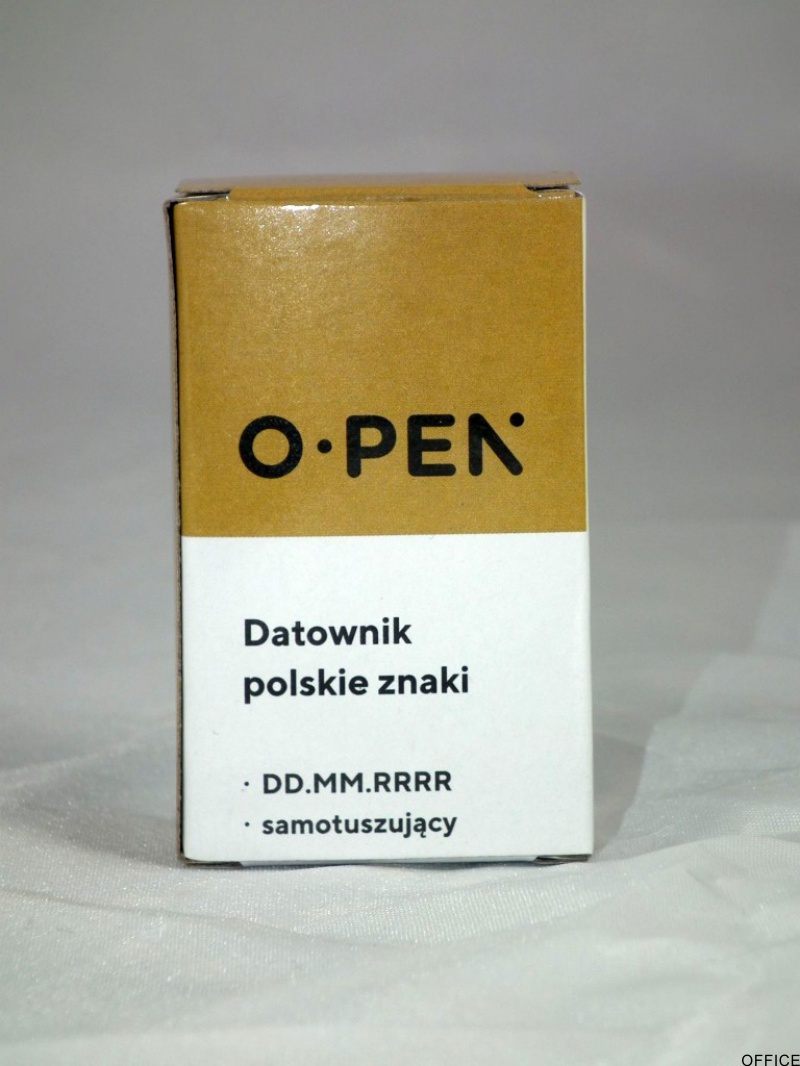 O·PEN
Datownik
polskie znaki
· DD.MM.RRRR
· samotuszujący
OFFICE